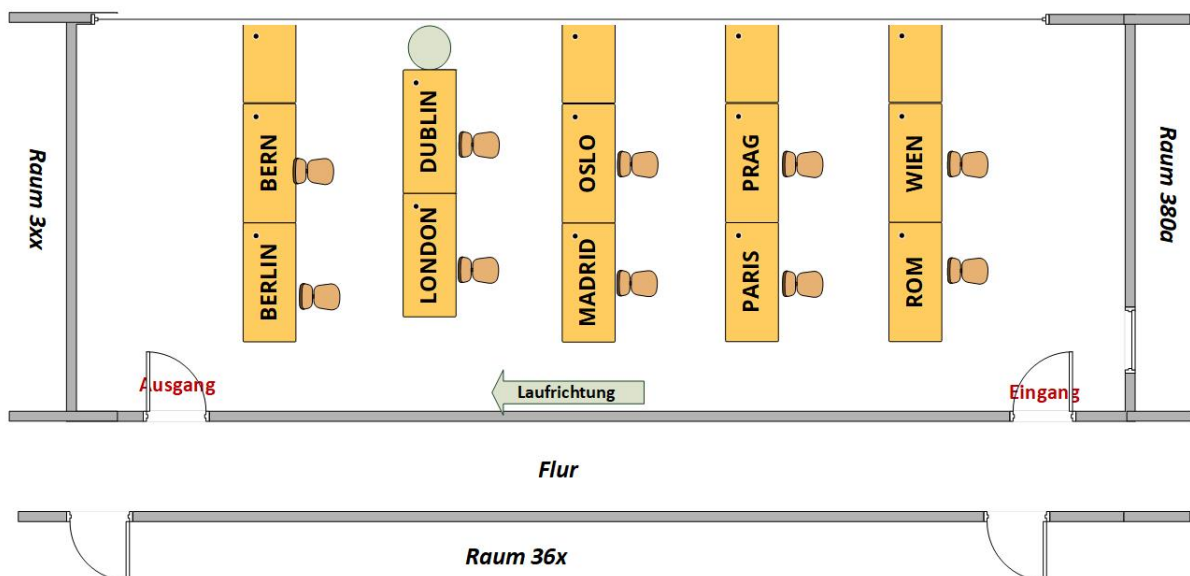 BERN
DUBLIN
OSLO
PRAG
WIEN
Raum 3xx
Raum 380a
BERLIN
LONDON
MADRID
PARIS
ROM
Ausgang
Laufrichtung
Eingang
Flur
Raum 36x